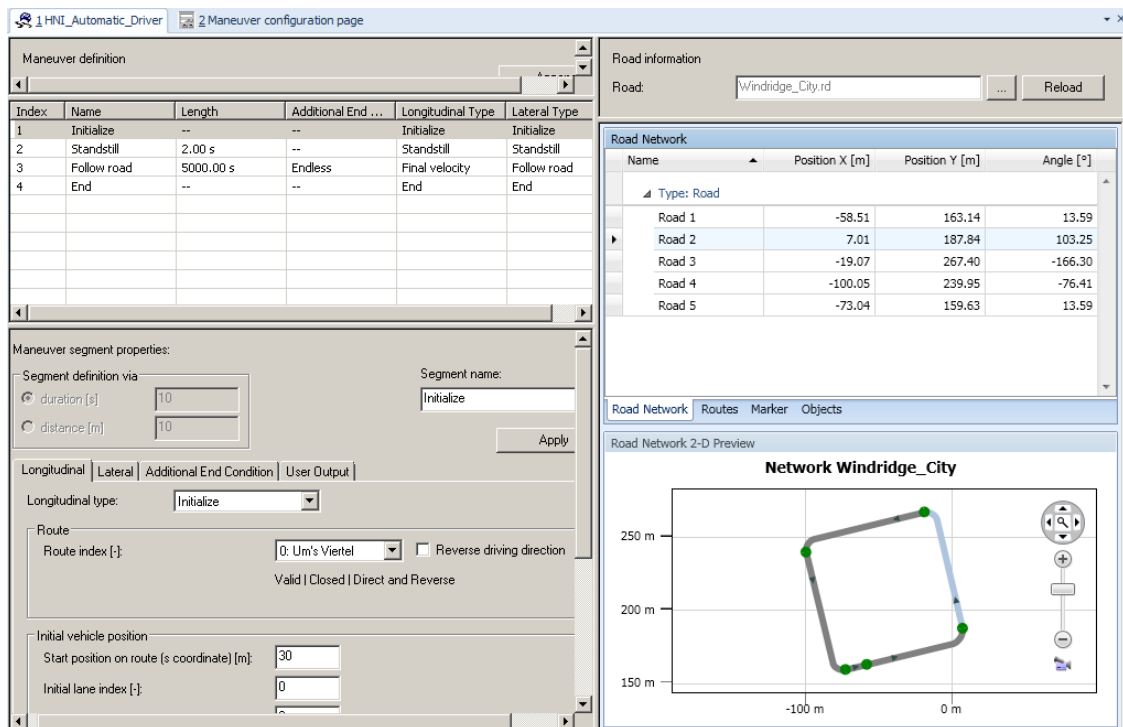 1 HNI_Automatic_Driver 2 Maneuver configuration page
Maneuver definition
Index Name Length Additional End ... Longitudinal Type Lateral Type
1 Initialize -- -- Initialize Initialize
2 Standstill 2.00 s -- Standstill Standstill
3 Follow road 5000.00 s Endless Final velocity Follow road
4 End -- -- End End
Maneuver segment properties:
Segment definition via
duration [s] 10
distance [m] 10
Segment name:
Initialize
Apply
Longitudinal Lateral Additional End Condition User Output
Longitudinal type: Initialize
Route
Route index [-]: 0: Um's Viertel Reverse driving direction
Valid | Closed | Direct and Reverse
Initial vehicle position
Start position on route (s coordinate) [m]: 30
Initial lane index [-]: 0
Road information
Road: Windridge_City.rd ... Reload
Road Network
Name Position X [m] Position Y [m] Angle [°]
Type: Road
Road 1 -58.51 163.14 13.59
Road 2 7.01 187.84 103.25
Road 3 -19.07 267.40 -166.30
Road 4 -100.05 239.95 -76.41
Road 5 -73.04 159.63 13.59
Road Network Routes Marker Objects
Road Network 2-D Preview
Network Windridge_City
250 m
200 m
150 m
-100 m 0 m